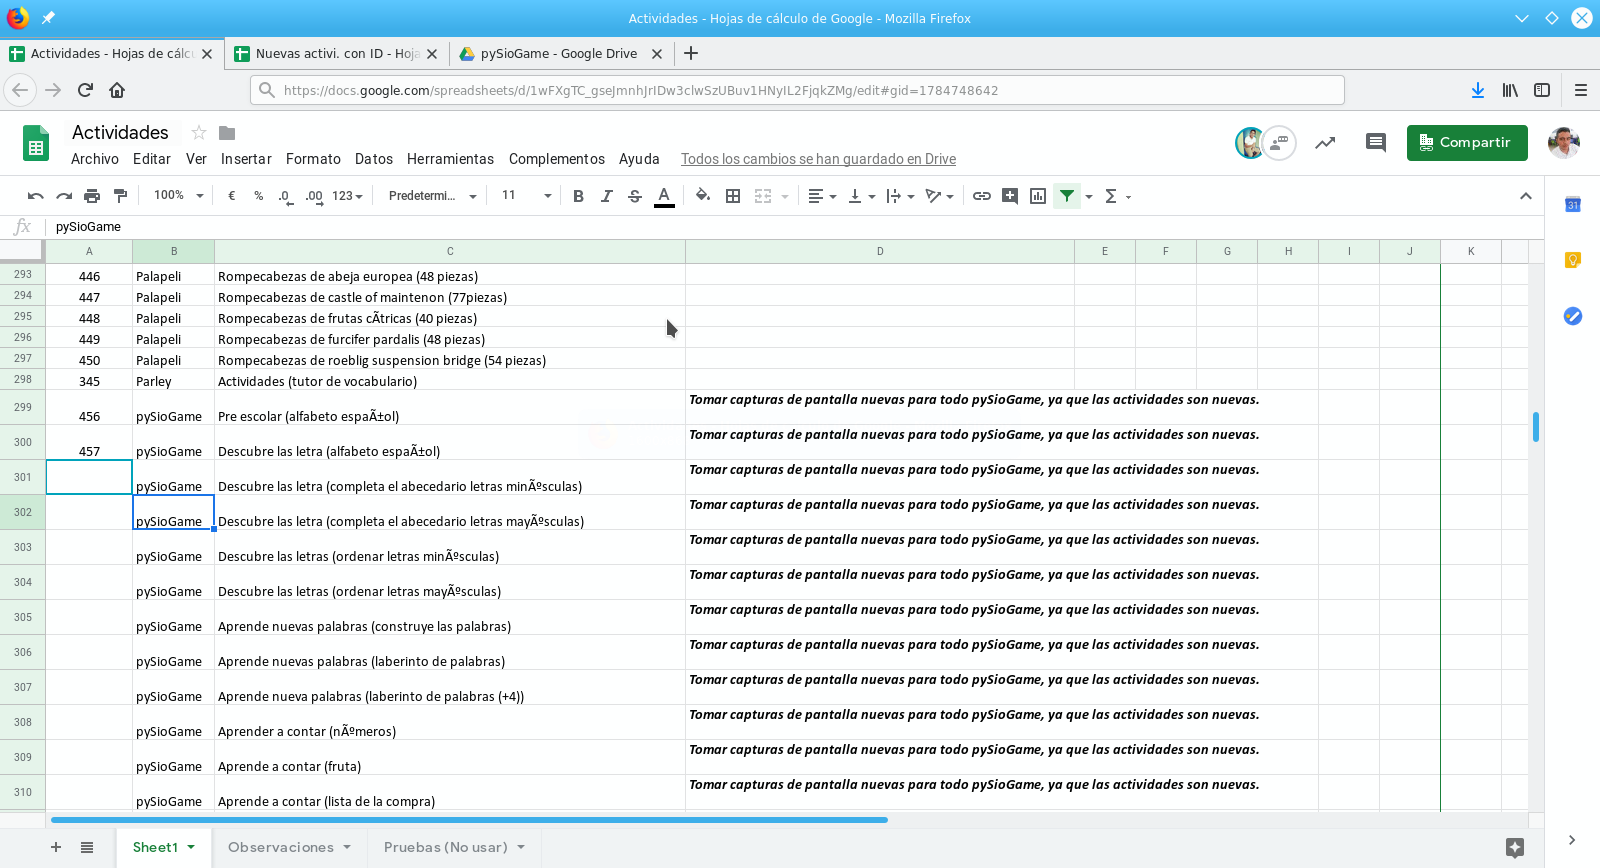 Actividades - Hojas de cálculo de Google - Mozilla Firefox
Actividades - Hojas de cálcu
Nuevas activi. con ID - Hoja
pySioGame - Google Drive
https://docs.google.com/spreadsheets/d/1wFXgTC_gseJmnhJrIDw3clwSzUBuv1HNyIL2FjqkZMg/edit#gid=1784748642
Actividades
Archivo Editar Ver Insertar Formato Datos Herramientas Complementos Ayuda Todos los cambios se han guardado en Drive
Compartir
100% € % .0 .00 123 Predetermi... 11 B I S A Σ
31
fx pySioGame
A B C D E F G H I J K
293 446 Palapeli Rompecabezas de abeja europea (48 piezas)
294 447 Palapeli Rompecabezas de castle of maintenon (77piezas)
295 448 Palapeli Rompecabezas de frutas cÃtricas (40 piezas)
296 449 Palapeli Rompecabezas de furcifer pardalis (48 piezas)
297 450 Palapeli Rompecabezas de roeblig suspension bridge (54 piezas)
298 345 Parley Actividades (tutor de vocabulario)
299 456 pySioGame Pre escolar (alfabeto espaÃ±ol) Tomar capturas de pantalla nuevas para todo pySioGame, ya que las actividades son nuevas.
300 457 pySioGame Descubre las letra (alfabeto espaÃ±ol) Tomar capturas de pantalla nuevas para todo pySioGame, ya que las actividades son nuevas.
301 pySioGame Descubre las letra (completa el abecedario letras minÃºsculas) Tomar capturas de pantalla nuevas para todo pySioGame, ya que las actividades son nuevas.
302 pySioGame Descubre las letra (completa el abecedario letras mayÃºsculas) Tomar capturas de pantalla nuevas para todo pySioGame, ya que las actividades son nuevas.
303 pySioGame Descubre las letras (ordenar letras minÃºsculas) Tomar capturas de pantalla nuevas para todo pySioGame, ya que las actividades son nuevas.
304 pySioGame Descubre las letras (ordenar letras mayÃºsculas) Tomar capturas de pantalla nuevas para todo pySioGame, ya que las actividades son nuevas.
305 pySioGame Aprende nuevas palabras (construye las palabras) Tomar capturas de pantalla nuevas para todo pySioGame, ya que las actividades son nuevas.
306 pySioGame Aprende nuevas palabras (laberinto de palabras) Tomar capturas de pantalla nuevas para todo pySioGame, ya que las actividades son nuevas.
307 pySioGame Aprende nueva palabras (laberinto de palabras (+4)) Tomar capturas de pantalla nuevas para todo pySioGame, ya que las actividades son nuevas.
308 pySioGame Aprender a contar (nÃºmeros) Tomar capturas de pantalla nuevas para todo pySioGame, ya que las actividades son nuevas.
309 pySioGame Aprende a contar (fruta) Tomar capturas de pantalla nuevas para todo pySioGame, ya que las actividades son nuevas.
310 pySioGame Aprende a contar (lista de la compra) Tomar capturas de pantalla nuevas para todo pySioGame, ya que las actividades son nuevas.
Sheet1 Observaciones Pruebas (No usar)